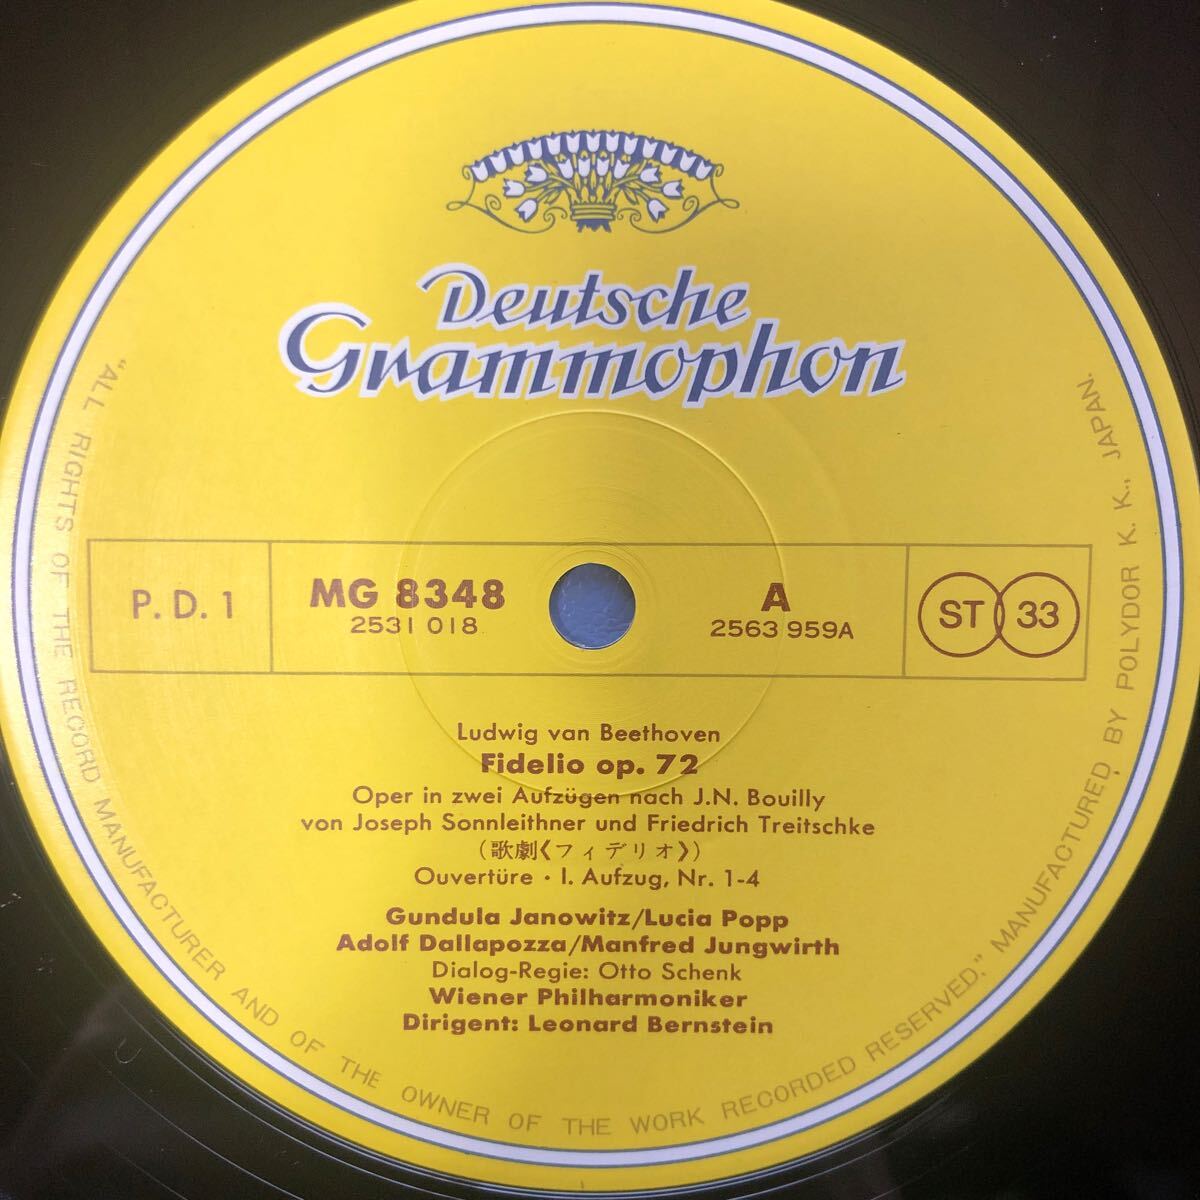 Deutsche
Grammophon
P. D. 1
MG 8348
2531 018
A
2563 959A
ST 33
Ludwig van Beethoven
Fidelio op. 72
Oper in zwei Aufzügen nach J.N. Bouilly
von Joseph Sonnleithner und Friedrich Treitschke
(歌劇《フィデリオ》)
Ouvertüre · I. Aufzug, Nr. 1-4
Gundula Janowitz/Lucia Popp
Adolf Dallapozza/Manfred Jungwirth
Dialog-Regie: Otto Schenk
Wiener Philharmoniker
Dirigent: Leonard Bernstein
"ALL RIGHTS OF THE RECORD MANUFACTURER AND OF THE OWNER OF THE WORK RECORDED RESERVED." MANUFACTURED BY POLYDOR K. K., JAPAN.